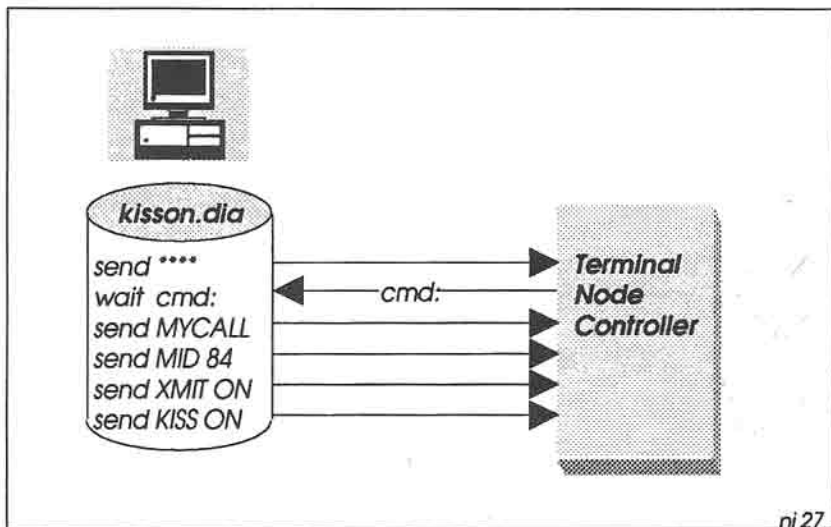 kisson.dia
send ****
wait cmd:
send MYCALL
send MID 84
send XMIT ON
send KISS ON
cmd:
Terminal
Node
Controller
nj 27